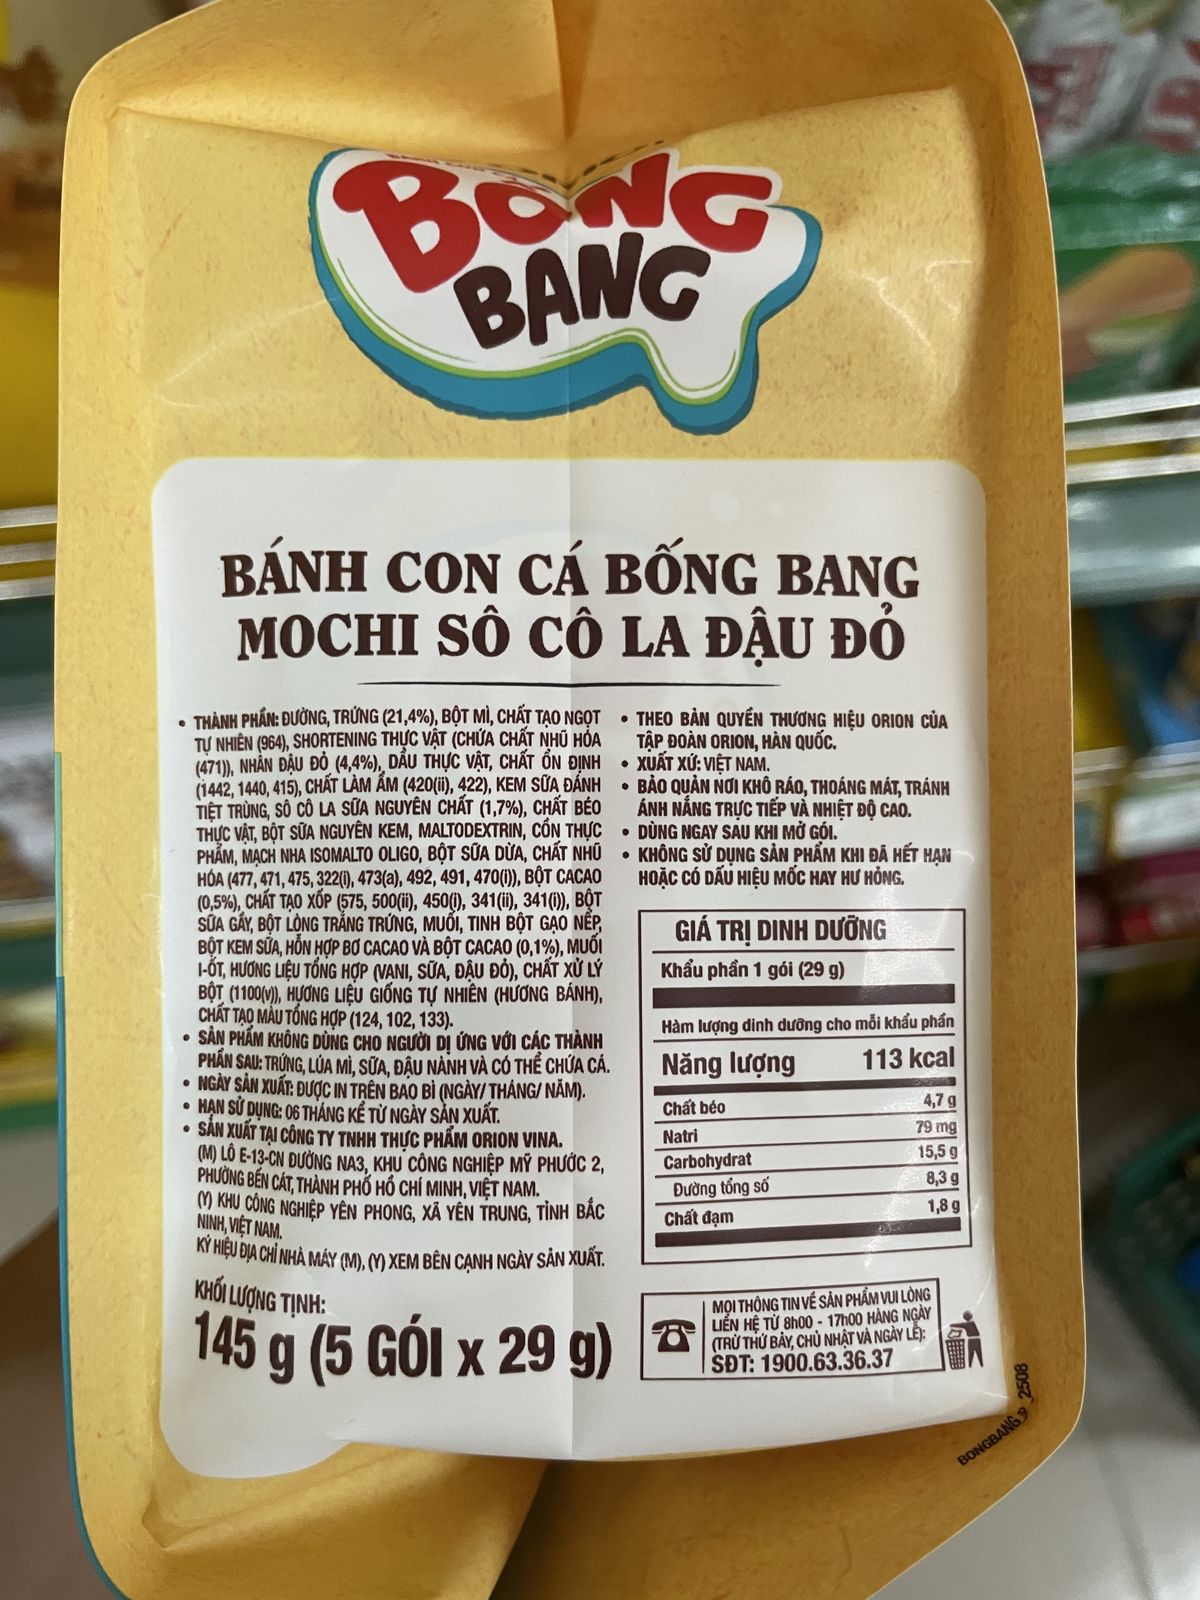 BỐNG
BANG
BÁNH CON CÁ BỐNG BANG
MOCHI SÔ CÔ LA ĐẬU ĐỎ
• THÀNH PHẦN: ĐƯỜNG, TRỨNG (21,4%), BỘT MÌ, CHẤT TẠO NGỌT
TỰ NHIÊN (964), SHORTENING THỰC VẬT (CHỨA CHẤT NHŨ HÓA
(471)), NHÂN ĐẬU ĐỎ (4,4%), DẦU THỰC VẬT, CHẤT ỔN ĐỊNH
(1442, 1440, 415), CHẤT LÀM ẨM (420(ii), 422), KEM SỮA ĐÁNH
TIỆT TRÙNG, SÔ CÔ LA SỮA NGUYÊN CHẤT (1,7%), CHẤT BÉO
THỰC VẬT, BỘT SỮA NGUYÊN KEM, MALTODEXTRIN, CỒN THỰC
PHẨM, MẠCH NHA ISOMALTO OLIGO, BỘT SỮA DỪA, CHẤT NHŨ
HÓA (477, 471, 475, 322(i), 473(a), 492, 491, 470(i)), BỘT CACAO
(0,5%), CHẤT TẠO XỐP (575, 500(ii), 450(i), 341(ii), 341(i)), BỘT
SỮA GẦY, BỘT LÒNG TRẮNG TRỨNG, MUỐI, TINH BỘT GẠO NẾP,
BỘT KEM SỮA, HỖN HỢP BƠ CACAO VÀ BỘT CACAO (0,1%), MUỐI
I-ỐT, HƯƠNG LIỆU TỔNG HỢP (VANI, SỮA, ĐẬU ĐỎ), CHẤT XỬ LÝ
BỘT (1100(v)), HƯƠNG LIỆU GIỐNG TỰ NHIÊN (HƯƠNG BÁNH),
CHẤT TẠO MÀU TỔNG HỢP (124, 102, 133).
• SẢN PHẨM KHÔNG DÙNG CHO NGƯỜI DỊ ỨNG VỚI CÁC THÀNH
PHẦN SAU: TRỨNG, LÚA MÌ, SỮA, ĐẬU NÀNH VÀ CÓ THỂ CHỨA CÁ.
• NGÀY SẢN XUẤT: ĐƯỢC IN TRÊN BAO BÌ (NGÀY/ THÁNG/ NĂM).
• HẠN SỬ DỤNG: 06 THÁNG KỂ TỪ NGÀY SẢN XUẤT.
• SẢN XUẤT TẠI CÔNG TY TNHH THỰC PHẨM ORION VINA.
(M) LÔ E-13-CN ĐƯỜNG NA3, KHU CÔNG NGHIỆP MỸ PHƯỚC 2,
PHƯỜNG BẾN CÁT, THÀNH PHỐ HỒ CHÍ MINH, VIỆT NAM.
(Y) KHU CÔNG NGHIỆP YÊN PHONG, XÃ YÊN TRUNG, TỈNH BẮC
NINH, VIỆT NAM.
KÝ HIỆU ĐỊA CHỈ NHÀ MÁY (M), (Y) XEM BÊN CẠNH NGÀY SẢN XUẤT.
KHỐI LƯỢNG TỊNH:
145 g (5 GÓI x 29 g)
• THEO BẢN QUYỀN THƯƠNG HIỆU ORION CỦA
TẬP ĐOÀN ORION, HÀN QUỐC.
• XUẤT XỨ: VIỆT NAM.
• BẢO QUẢN NƠI KHÔ RÁO, THOÁNG MÁT, TRÁNH
ÁNH NẮNG TRỰC TIẾP VÀ NHIỆT ĐỘ CAO.
• DÙNG NGAY SAU KHI MỞ GÓI.
• KHÔNG SỬ DỤNG SẢN PHẨM KHI ĐÃ HẾT HẠN
HOẶC CÓ DẤU HIỆU MỐC HAY HƯ HỎNG.
GIÁ TRỊ DINH DƯỠNG
Khẩu phần 1 gói (29 g)
Hàm lượng dinh dưỡng cho mỗi khẩu phần
Năng lượng 113 kcal
Chất béo 4,7 g
Natri 79 mg
Carbohydrat 15,5 g
Đường tổng số 8,3 g
Chất đạm 1,8 g
MỌI THÔNG TIN VỀ SẢN PHẨM VUI LÒNG
LIÊN HỆ TỪ 8h00 - 17h00 HÀNG NGÀY
(TRỪ THỨ BẢY, CHỦ NHẬT VÀ NGÀY LỄ):
SĐT: 1900.63.36.37